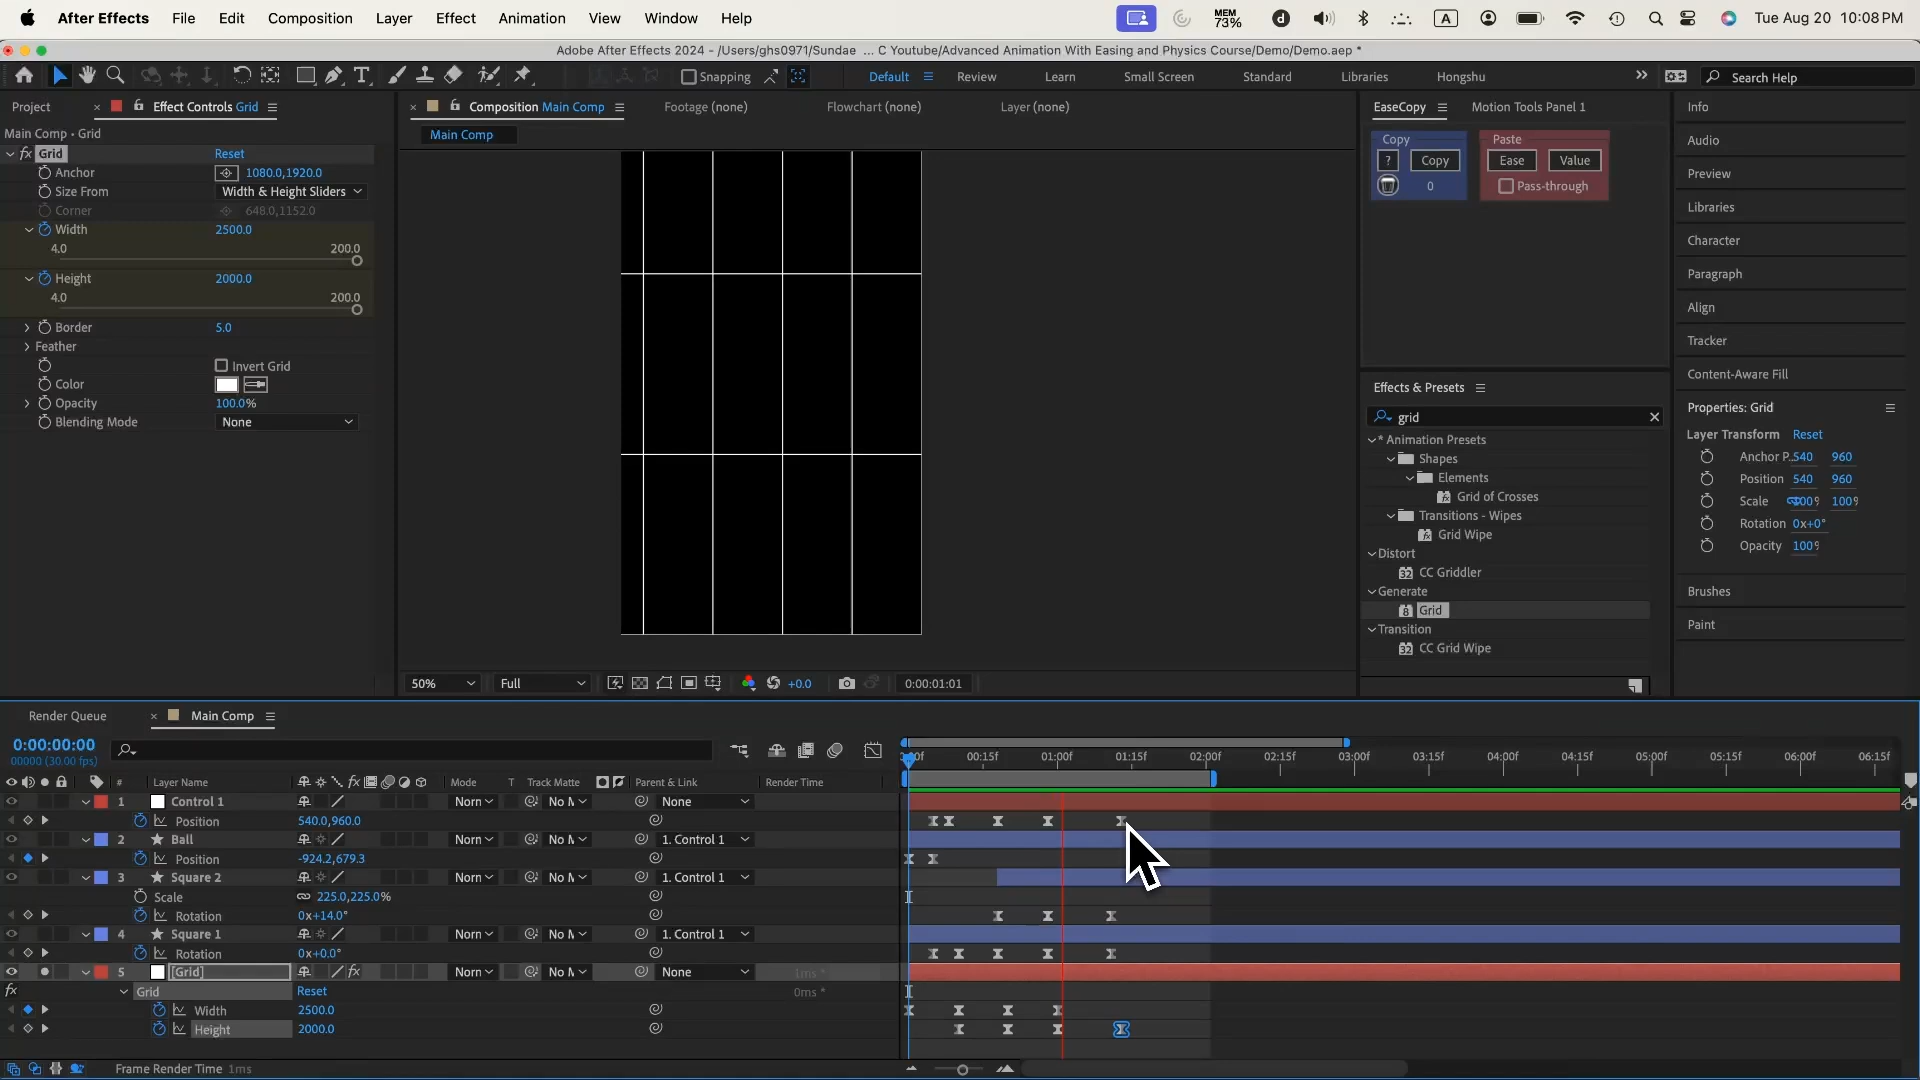 After Effects File Edit Composition Layer Effect Animation View Window Help MEM 73% A Tue Aug 20 10:08 PM
Adobe After Effects 2024 - /Users/ghs0971/Sundae ... C Youtube/Advanced Animation With Easing and Physics Course/Demo/Demo.aep *
Snapping Default Review Learn Small Screen Standard Libraries Hongshu Search Help
Project Effect Controls Grid Composition Main Comp Footage (none) Flowchart (none) Layer (none) EaseCopy Motion Tools Panel 1 Info
Main Comp • Grid
Main Comp
fx Grid Reset
Anchor 1080.0,1920.0
Size From Width & Height Sliders
Corner 648.0,1152.0
Width 2500.0
4.0 200.0
Height 2000.0
4.0 200.0
Border 5.0
Feather
Invert Grid
Color
Opacity 100.0%
Blending Mode None
50% Full +0.0 0:00:01:01
Copy Paste
? Copy Ease Value
0 Pass-through
Effects & Presets
grid
* Animation Presets
Shapes
Elements
Grid of Crosses
Transitions - Wipes
Grid Wipe
Distort
CC Griddler
Generate
Grid
Transition
CC Grid Wipe
Audio
Preview
Libraries
Character
Paragraph
Align
Tracker
Content-Aware Fill
Properties: Grid
Layer Transform Reset
Anchor P.. 540 960
Position 540 960
Scale 100% 100%
Rotation 0x+0°
Opacity 100%
Brushes
Paint
Render Queue Main Comp
0:00:00:00
00000 (30.00 fps)
00:15f 01:00f 01:15f 02:00f 02:15f 03:00f 03:15f 04:00f 04:15f 05:00f 05:15f 06:00f 06:15f
# Layer Name fx Mode T Track Matte Parent & Link Render Time
1 Control 1 Norn No M None
Position 540.0,960.0
2 Ball Norn No M 1. Control 1
Position -924.2,679.3
3 Square 2 Norn No M 1. Control 1
Scale 225.0,225.0%
Rotation 0x+14.0°
4 Square 1 Norn No M 1. Control 1
Rotation 0x+0.0°
5 [Grid] fx Norn No M None 1ms *
fx Grid Reset 0ms *
Width 2500.0
Height 2000.0
Frame Render Time 1ms